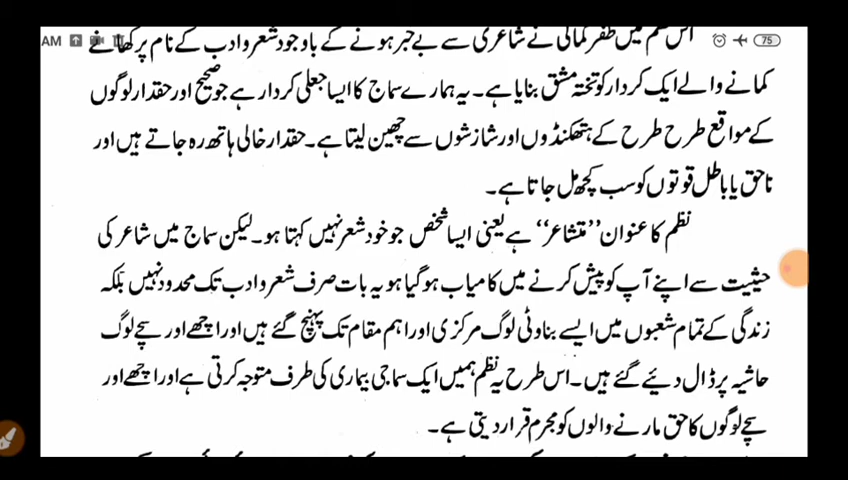 AM
75
اس نظم میں ظفر کمالی نے شاعری سے بے خبر ہونے کے باوجود شعر و ادب کے نام پر کھانے
کمانے والے ایک کردار کو تختہ مشق بنایا ہے۔ یہ ہمارے سماج کا ایسا جعلی کردار ہے جو صحیح اور حقدار لوگوں
کے مواقع طرح طرح کے ہتھکنڈوں اور شازشوں سے چھین لیتا ہے۔ حقدار خالی ہاتھ رہ جاتے ہیں اور
ناحق یا باطل قوتوں کو سب کچھ مل جاتا ہے۔
نظم کا عنوان ”متشاعر“ ہے یعنی ایسا شخص جو خود شعر نہیں کہتا ہو۔ لیکن سماج میں شاعر کی
حیثیت سے اپنے آپ کو پیش کرنے میں کامیاب ہو گیا ہو یہ بات صرف شعر و ادب تک محدود نہیں بلکہ
زندگی کے تمام شعبوں میں ایسے بناوٹی لوگ مرکزی اور اہم مقام تک پہنچ گئے ہیں اور اچھے اور سچے لوگ
حاشیہ پر ڈال دیئے گئے ہیں۔ اس طرح یہ نظم ہمیں ایک سماجی بیماری کی طرف متوجہ کرتی ہے اور اچھے اور
سچے لوگوں کا حق مارنے والوں کو مجرم قرار دیتی ہے۔